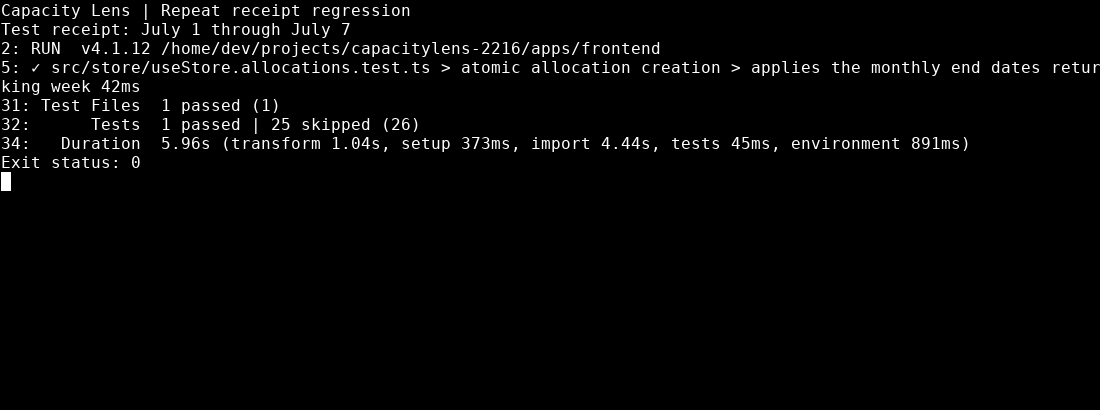 Capacity Lens | Repeat receipt regression
Test receipt: July 1 through July 7
2: RUN  v4.1.12 /home/dev/projects/capacitylens-2216/apps/frontend
5: ✓ src/store/useStore.allocations.test.ts > atomic allocation creation > applies the monthly end dates retur
king week 42ms
31: Test Files  1 passed (1)
32:      Tests  1 passed | 25 skipped (26)
34:   Duration  5.96s (transform 1.04s, setup 373ms, import 4.44s, tests 45ms, environment 891ms)
Exit status: 0